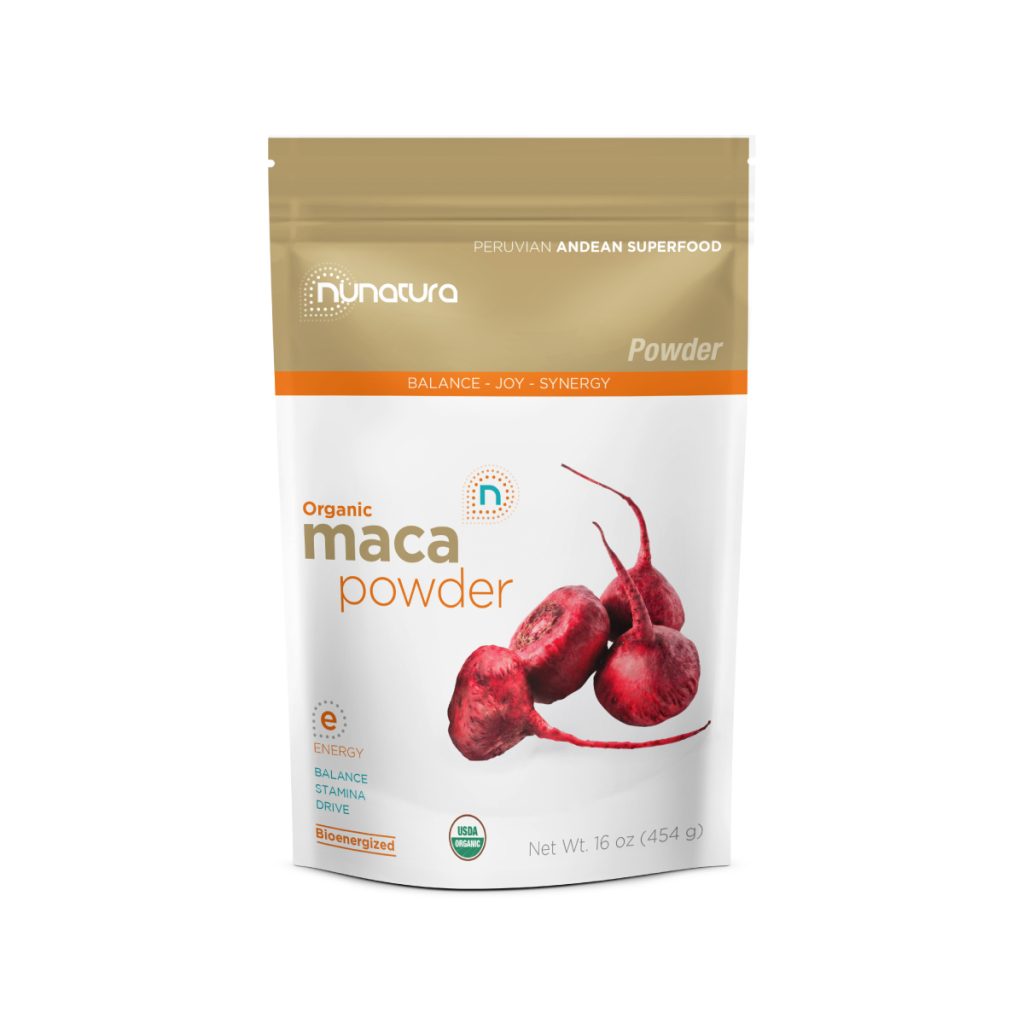 PERUVIAN ANDEAN SUPERFOOD
nunatura
Powder
BALANCE - JOY - SYNERGY
n
Organic
maca
powder
e
ENERGY
BALANCE
STAMINA
DRIVE
Bioenergized
USDA
ORGANIC
Net Wt. 16 oz (454 g)